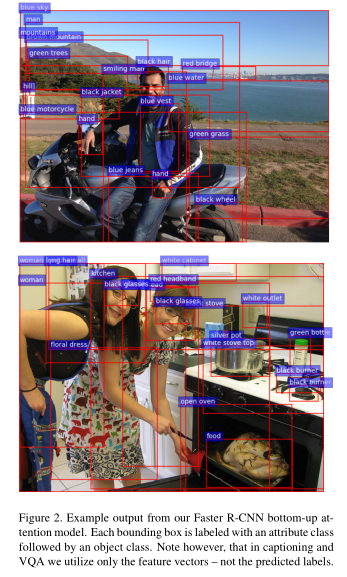 blue sky
man
mountains
green trees
black hair
red bridge
smiling man
blue water
hill
black jacket
blue vest
blue motorcycle
hand
green grass
blue jeans
hand
black wheel
woman
long hair
white cabinet
woman
kitchen
red headband
black glasses
black glasses
stove
white outlet
silver pot
green bottle
floral dress
white stove top
black burner
black burner
open oven
food
Figure 2. Example output from our Faster R-CNN bottom-up at-
tention model. Each bounding box is labeled with an attribute class
followed by an object class. Note however, that in captioning and
VQA we utilize only the feature vectors – not the predicted labels.